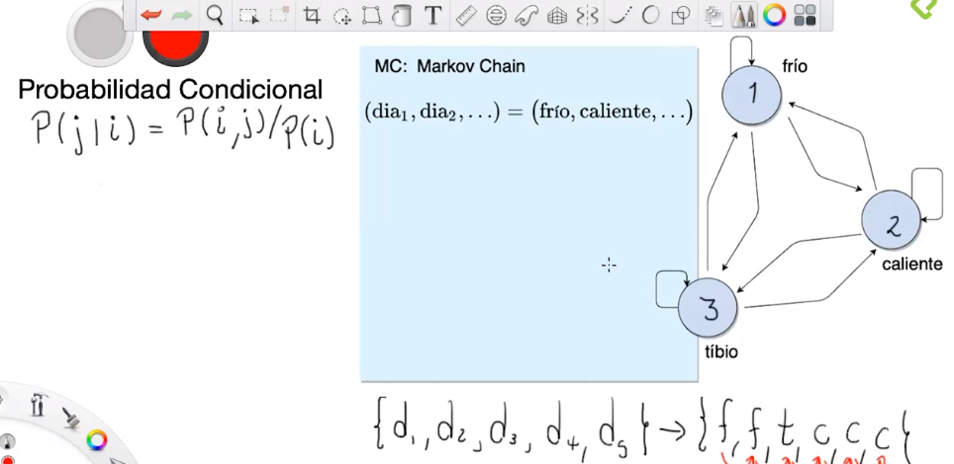 Probabilidad Condicional
P(j|i) = P(i,j)/P(i)
MC: Markov Chain
(dia₁, dia₂, . . .) = (frío, caliente, . . .)
frío
1
2
caliente
3
tíbio
{d₁, d₂, d₃, d₄, d₅} → {f, f, t, c c c}